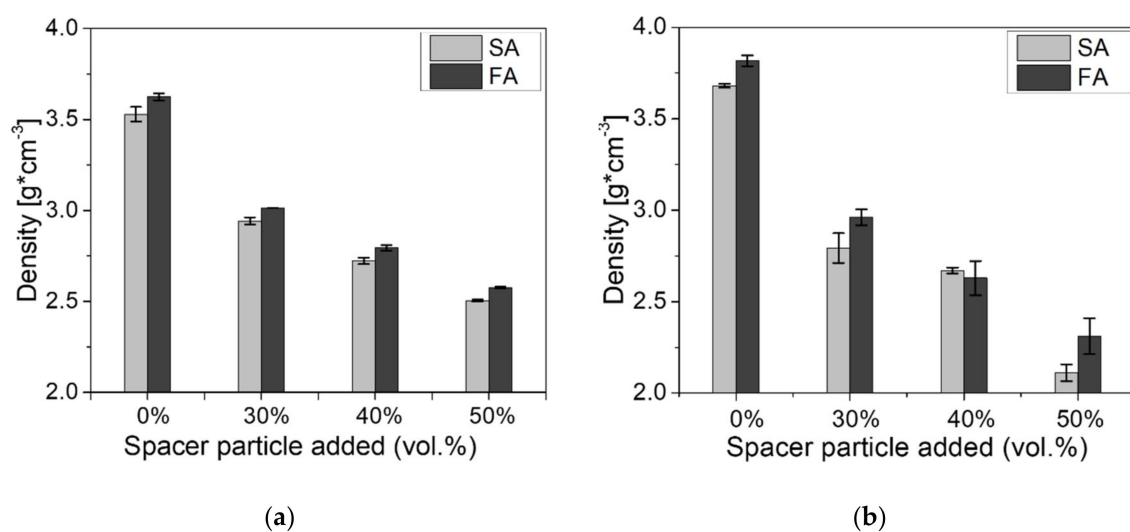 4.0
3.5
3.0
2.5
2.0
Density [g*cm-3]
SA
FA
0% 30% 40% 50%
Spacer particle added (vol.%)
(a)
4.0
3.5
3.0
2.5
2.0
Density [g*cm-3]
SA
FA
0% 30% 40% 50%
Spacer particle added (vol.%)
(b)